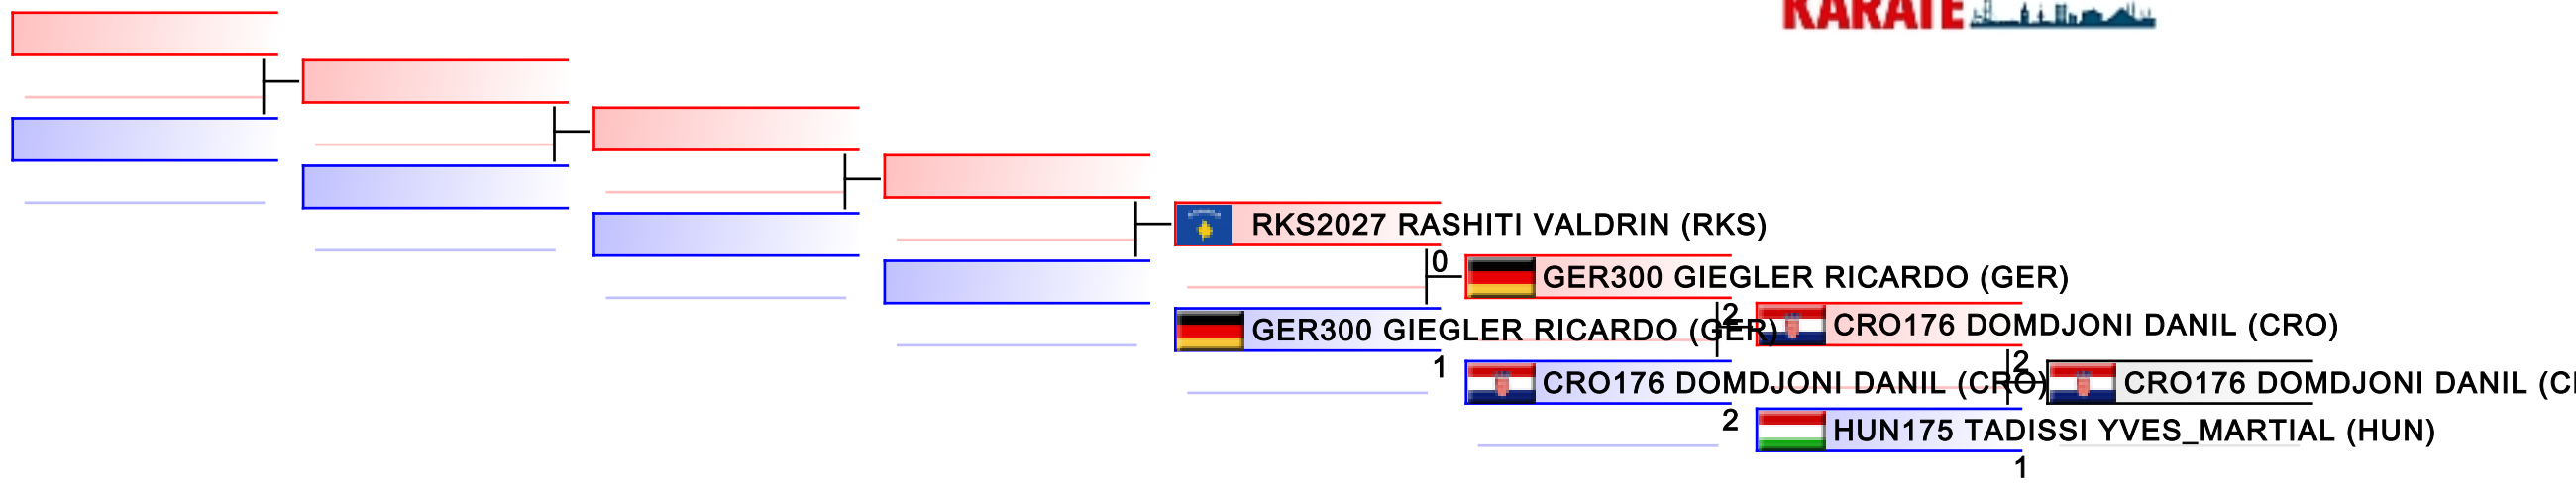 KARATE
RKS2027 RASHITI VALDRIN (RKS)
0
GER300 GIEGLER RICARDO (GER)
GER300 GIEGLER RICARDO (GER)
1
2
CRO176 DOMDJONI DANIL (CRO)
CRO176 DOMDJONI DANIL (CRO)
2
2
CRO176 DOMDJONI DANIL (C
HUN175 TADISSI YVES_MARTIAL (HUN)
1